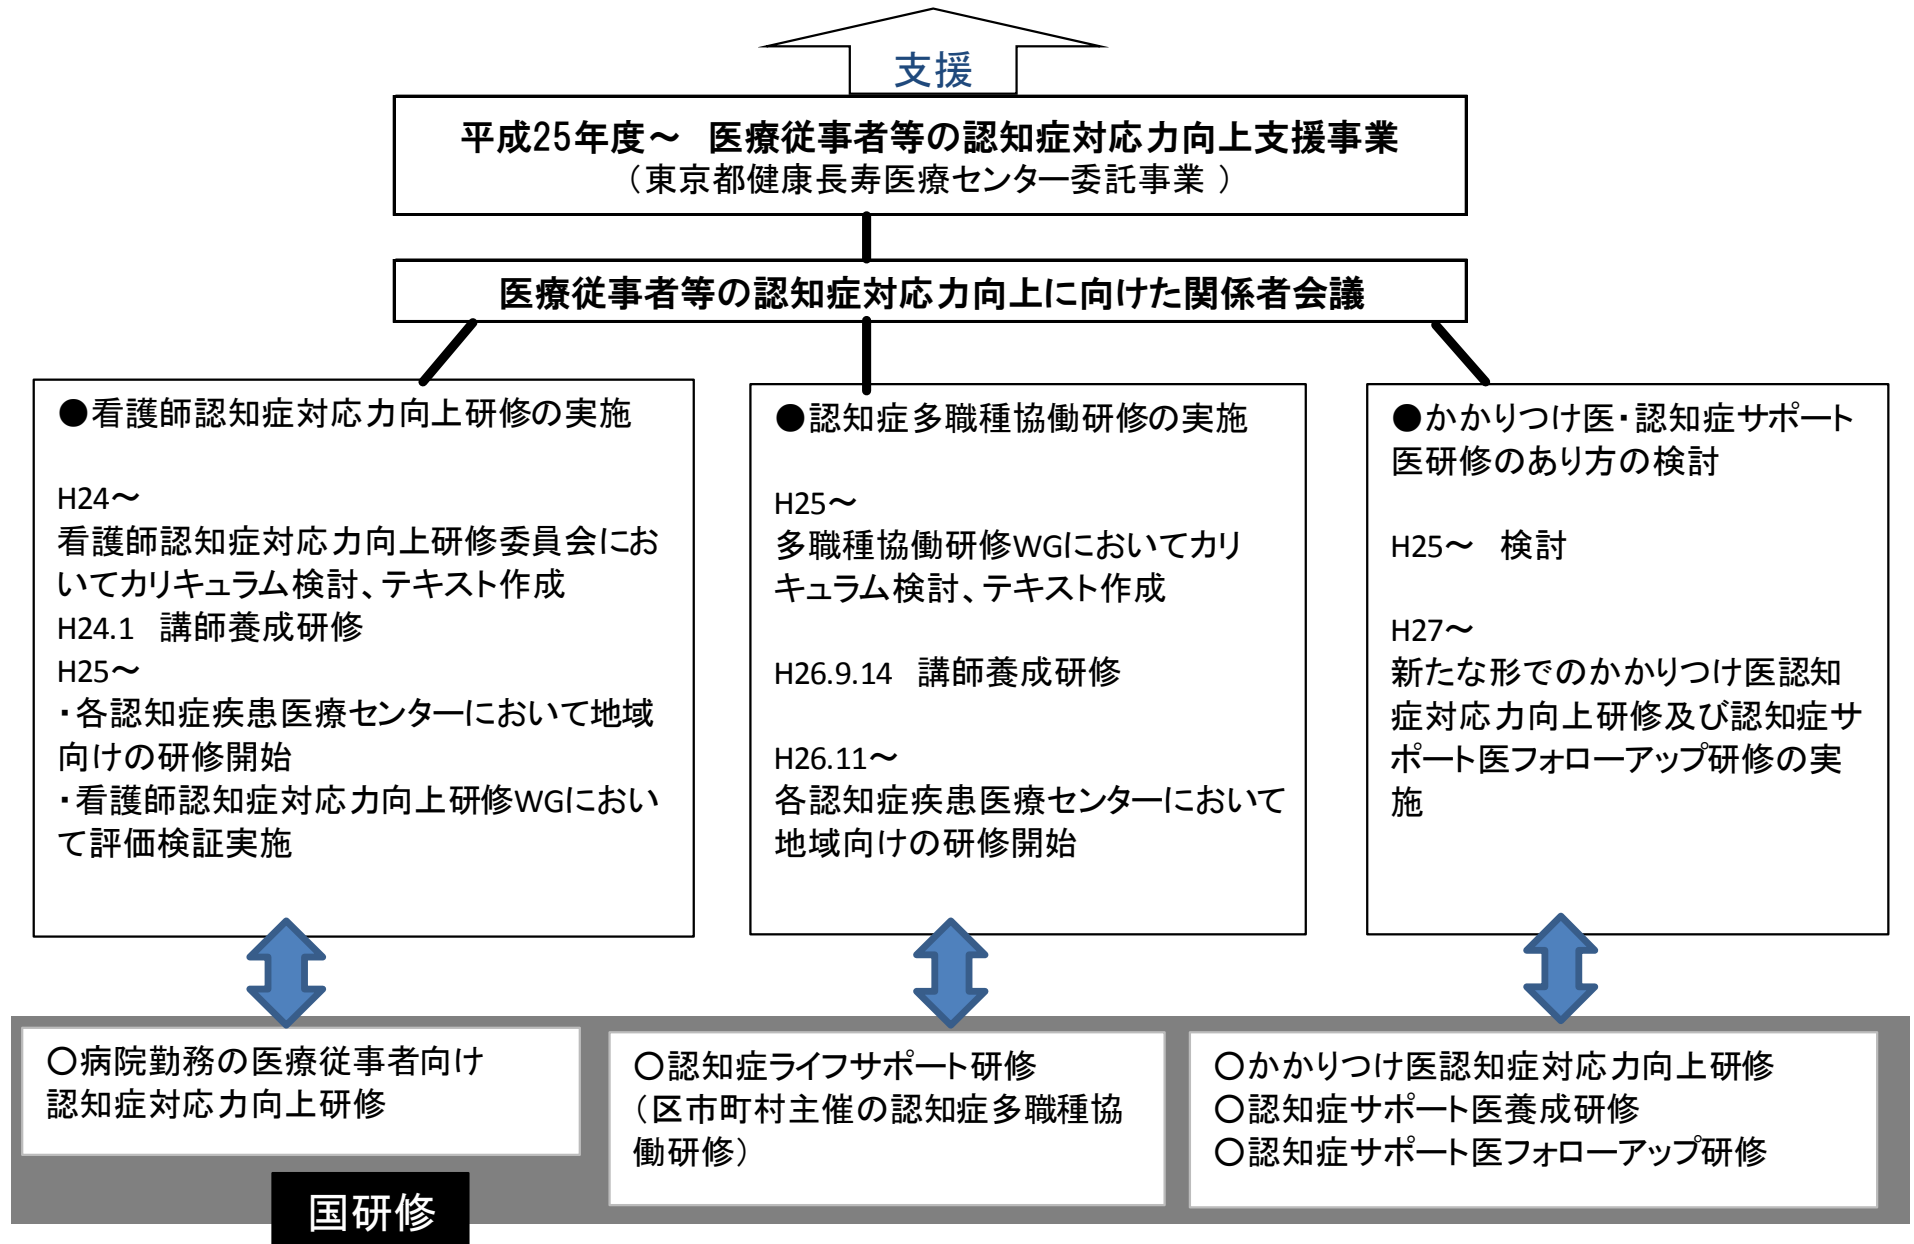 支援
平成25年度～　医療従事者等の認知症対応力向上支援事業
（東京都健康長寿医療センター委託事業 ）
医療従事者等の認知症対応力向上に向けた関係者会議
●看護師認知症対応力向上研修の実施
H24～
看護師認知症対応力向上研修委員会にお
いてカリキュラム検討、テキスト作成
H24.1　講師養成研修
H25～
・各認知症疾患医療センターにおいて地域
向けの研修開始
・看護師認知症対応力向上研修WGにおい
て評価検証実施
●認知症多職種協働研修の実施
H25～
多職種協働研修WGにおいてカリ
キュラム検討、テキスト作成
H26.9.14　講師養成研修
H26.11～
各認知症疾患医療センターにおいて
地域向けの研修開始
●かかりつけ医・認知症サポート
医研修のあり方の検討
H25～　検討
H27～
新たな形でのかかりつけ医認知
症対応力向上研修及び認知症サ
ポート医フォローアップ研修の実
施
○病院勤務の医療従事者向け
認知症対応力向上研修
○認知症ライフサポート研修
（区市町村主催の認知症多職種協
働研修）
○かかりつけ医認知症対応力向上研修
○認知症サポート医養成研修
○認知症サポート医フォローアップ研修
国研修